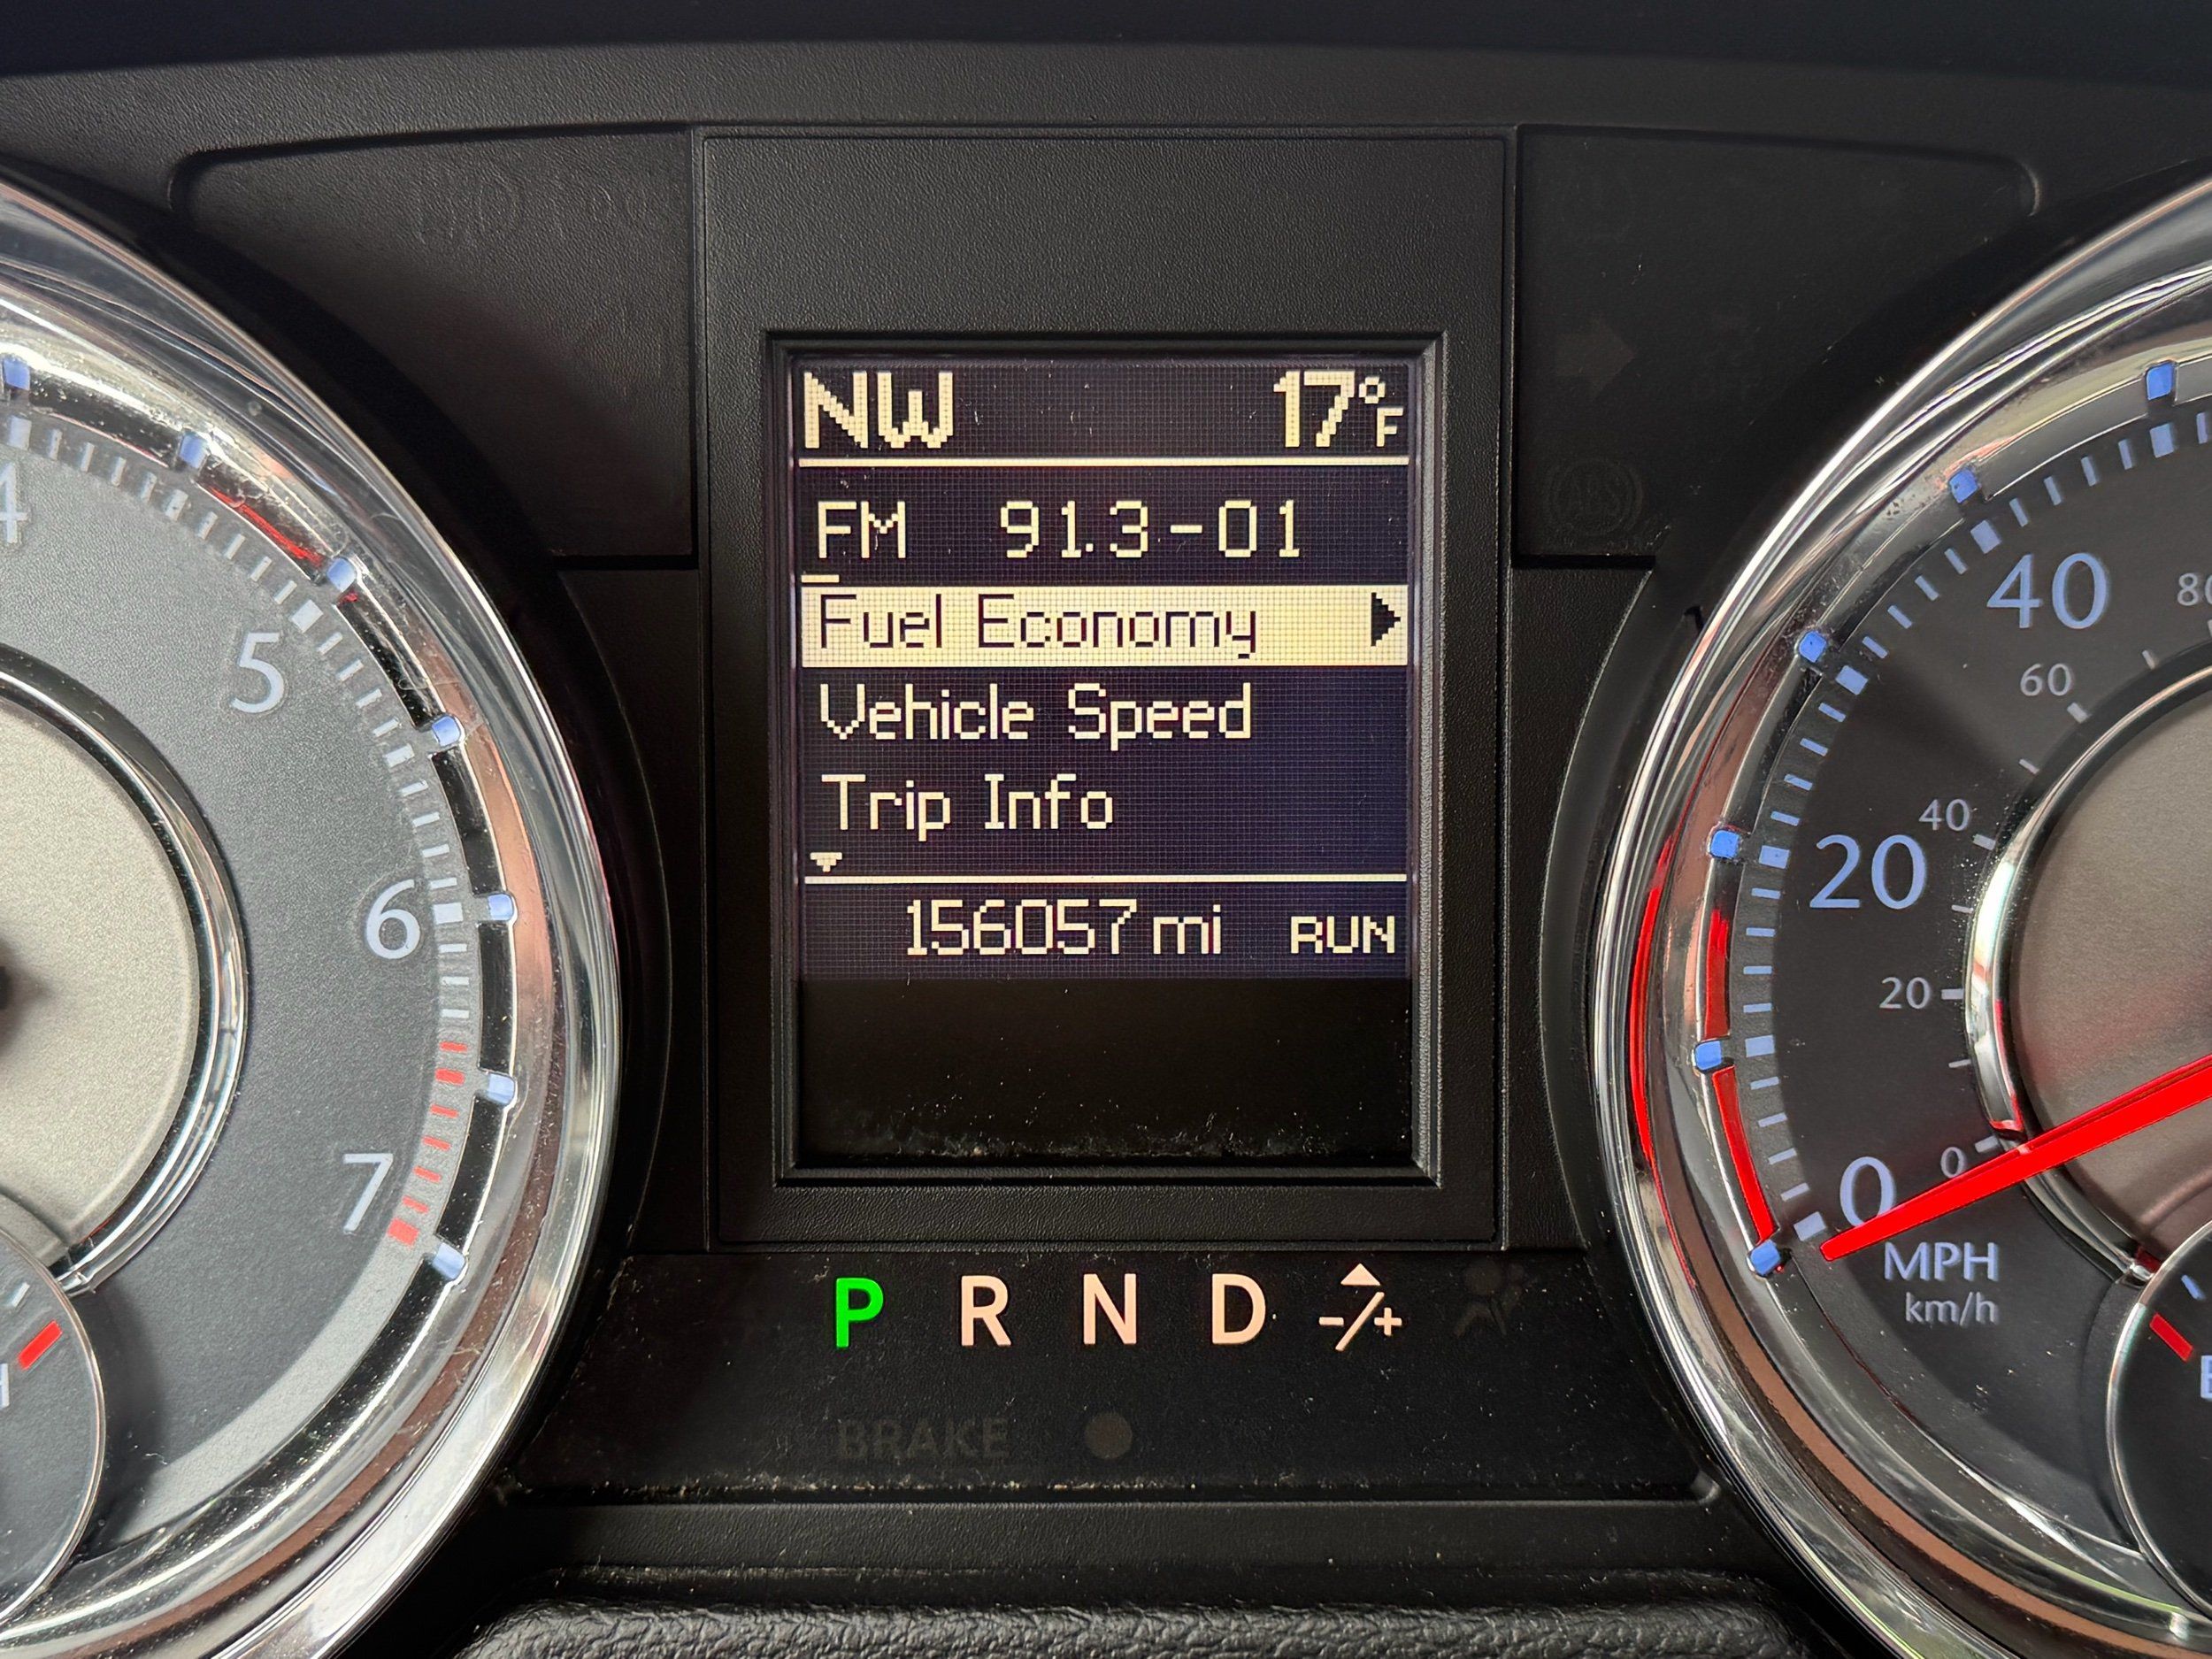 NW 17°F
FM 91.3-01
Fuel Economy
Vehicle Speed
Trip Info
156057 mi RUN
P R N D -/+
BRAKE
4
5
6
7
H
80
40
60
40
20
20
0
0
MPH
km/h
E